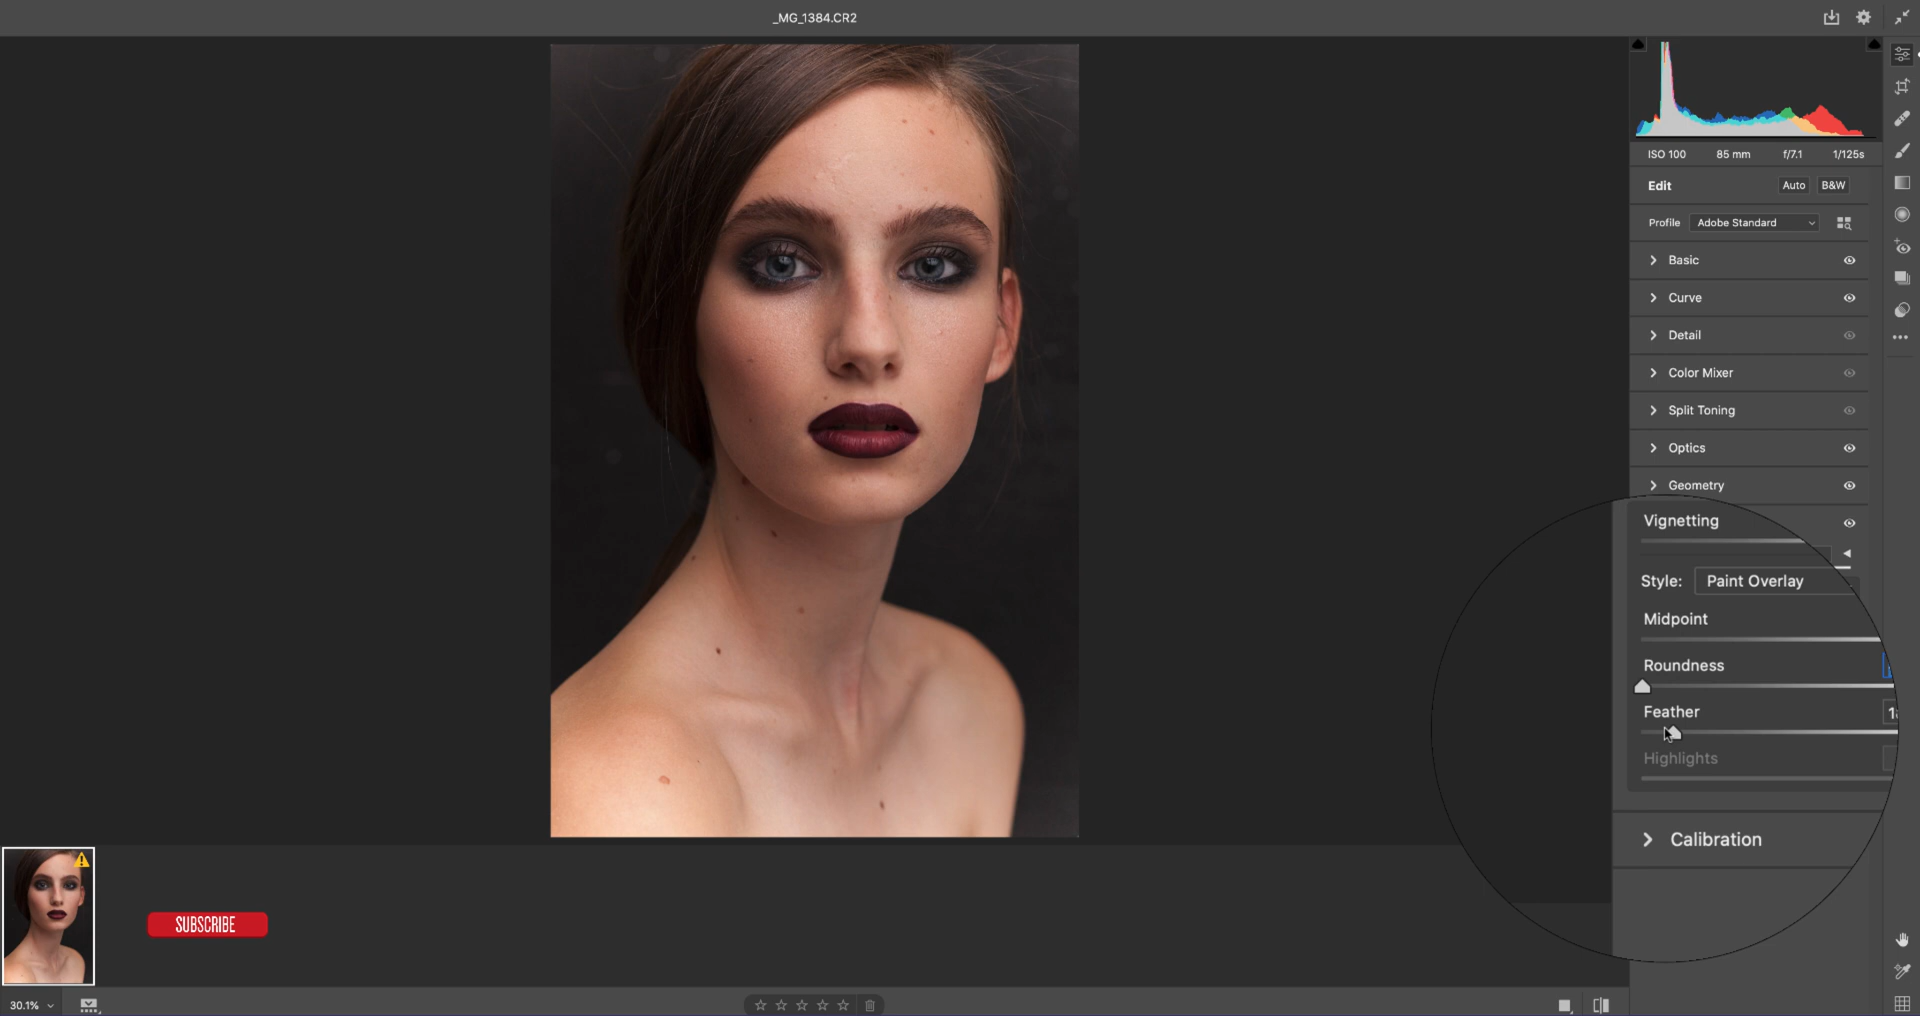 _MG_1384.CR2
ISO 100 85 mm f/7.1 1/125s
Edit Auto B&W
Profile Adobe Standard
Basic
Curve
Detail
Color Mixer
Split Toning
Optics
Geometry
Vignetting
Style: Paint Overlay
Midpoint
Roundness
Feather
Highlights
Calibration
SUBSCRIBE
30.1%